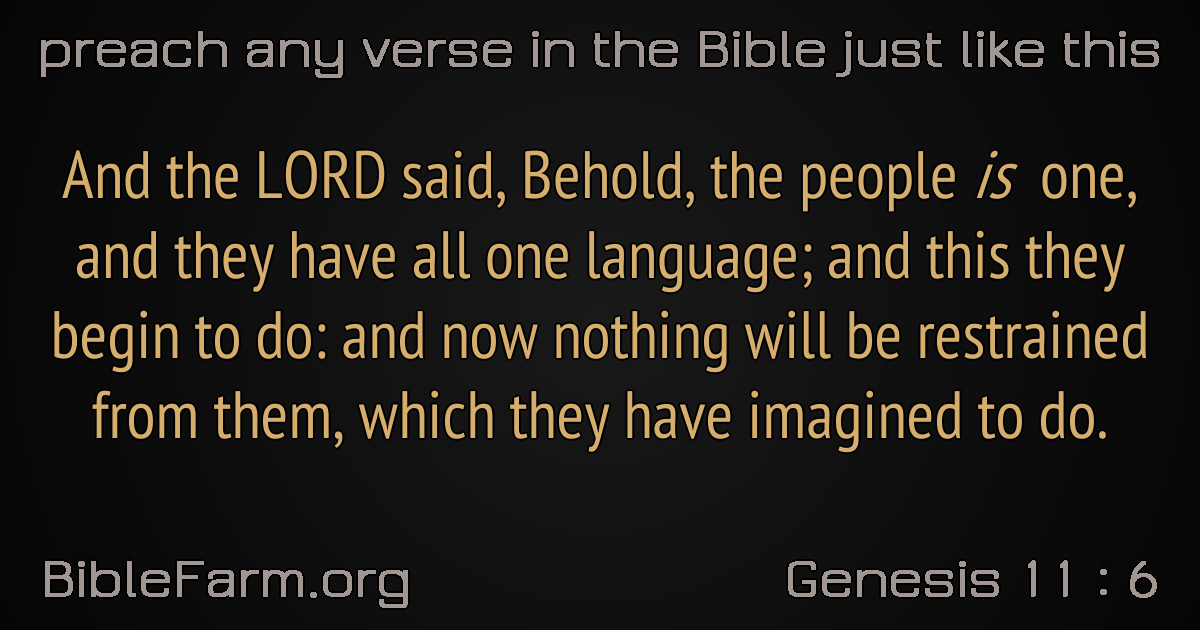 preach any verse in the Bible just like this
And the LORD said, Behold, the people is one,
and they have all one language; and this they
begin to do: and now nothing will be restrained
from them, which they have imagined to do.
BibleFarm.org
Genesis 11 : 6